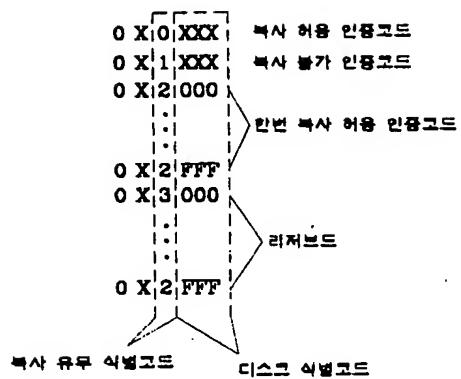 0 X 0 XXX 복사 허용 인증코드
0 X 1 XXX 복사 불가 인증코드
0 X 2 000
한번 복사 허용 인증코드
0 X 2 FFF
0 X 3 000
리저브드
0 X 2 FFF
복사 유무 식별코드
디스크 식별코드